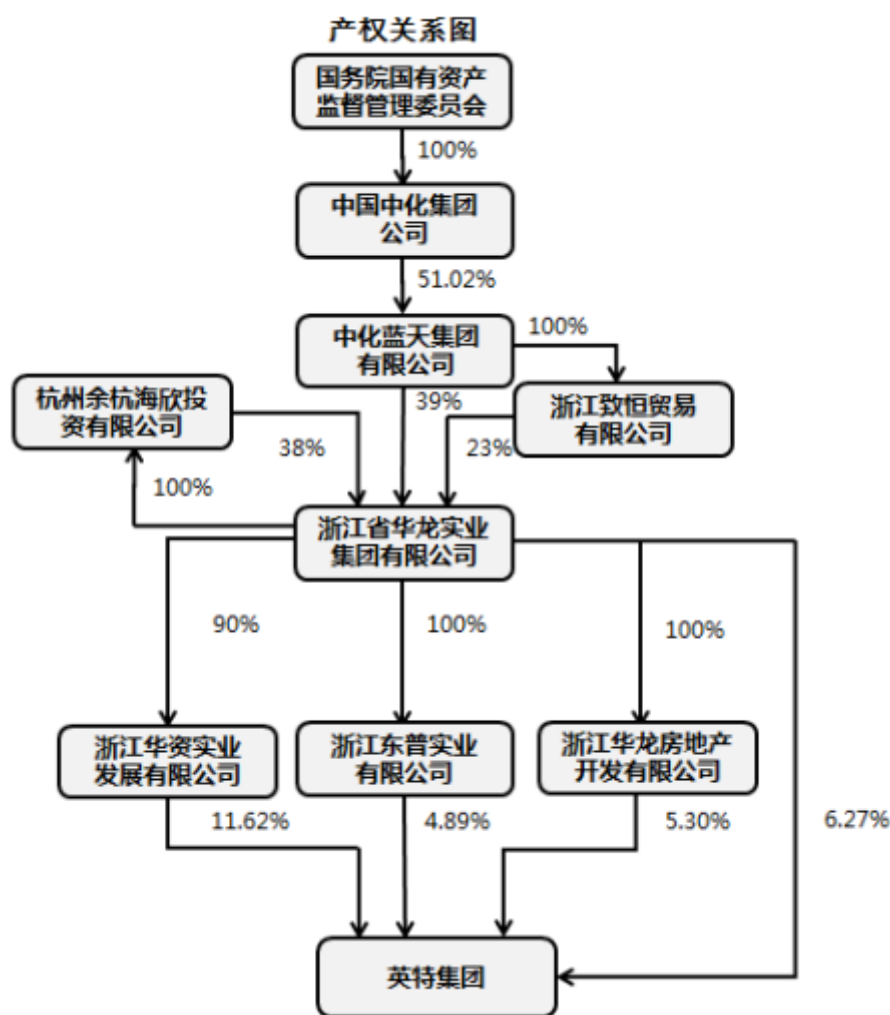 产权关系图
国务院国有资产
监督管理委员会
100%
中国中化集团
公司
51.02%
中化蓝天集团
有限公司
100%
杭州余杭海欣投
资有限公司
39%
浙江致恒贸易
有限公司
38%
23%
100%
浙江省华龙实业
集团有限公司
90%
100%
100%
浙江华资实业
发展有限公司
浙江东普实业
有限公司
浙江华龙房地产
开发有限公司
11.62%
4.89%
5.30%
6.27%
英特集团